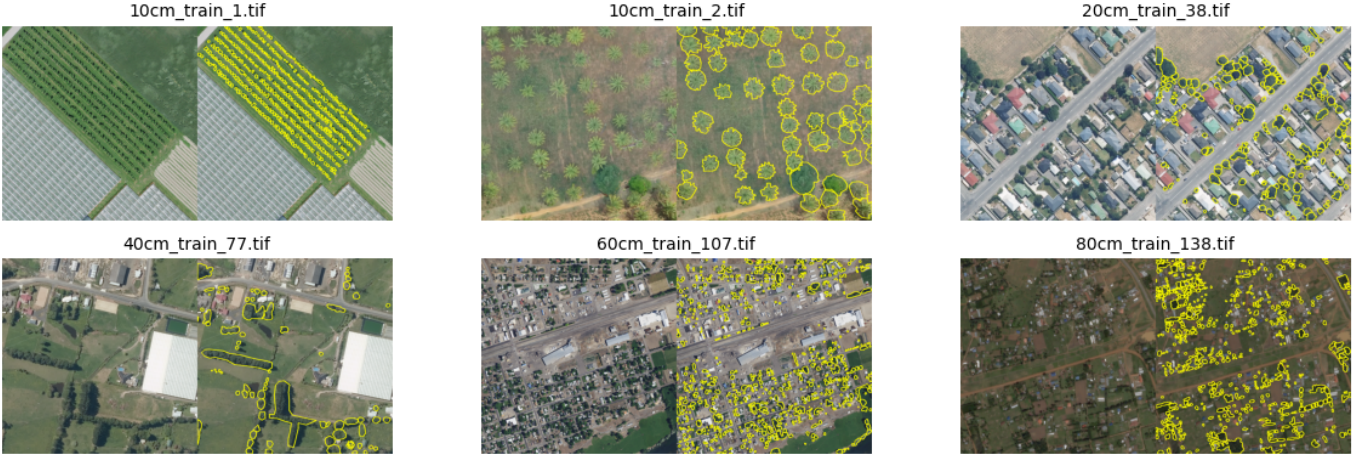 10cm_train_1.tif
10cm_train_2.tif
20cm_train_38.tif
40cm_train_77.tif
60cm_train_107.tif
80cm_train_138.tif